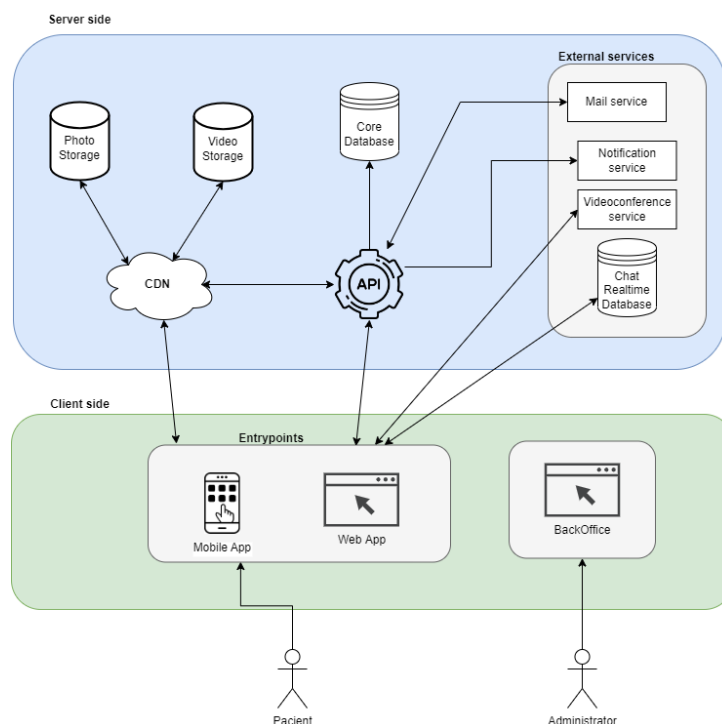 Server side
External services
Mail service
Core
Database
Photo
Storage
Video
Storage
Notification
service
Videoconference
service
CDN
API
Chat
Realtime
Database
Client side
Entrypoints
Mobile App
Web App
BackOffice
Pacient
Administrator